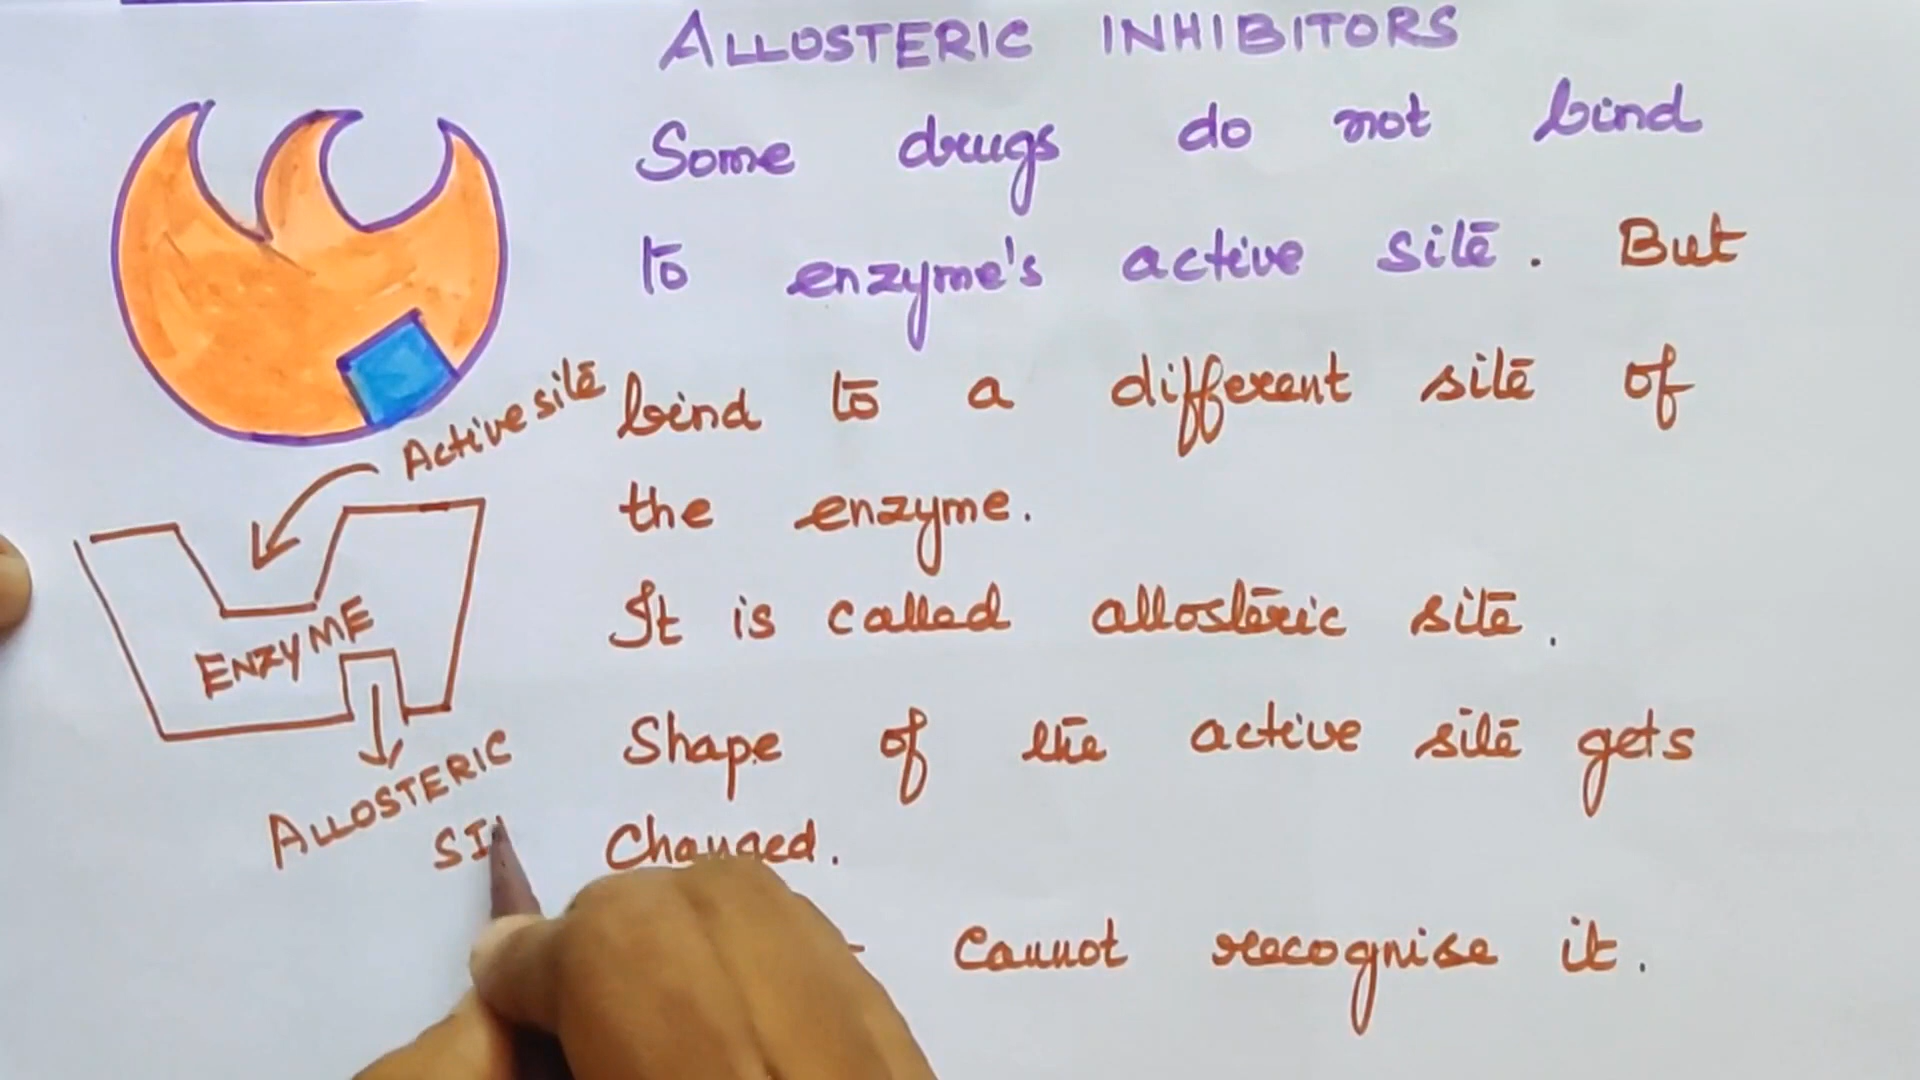 ALLOSTERIC INHIBITORS
Some drugs do not bind
to enzyme's active site. But
bind to a different site of
the enzyme.
It is called allosteric site.
Shape of the active site gets
changed.
cannot recognise it.
Active site
ENZYME
ALLOSTERIC
SI